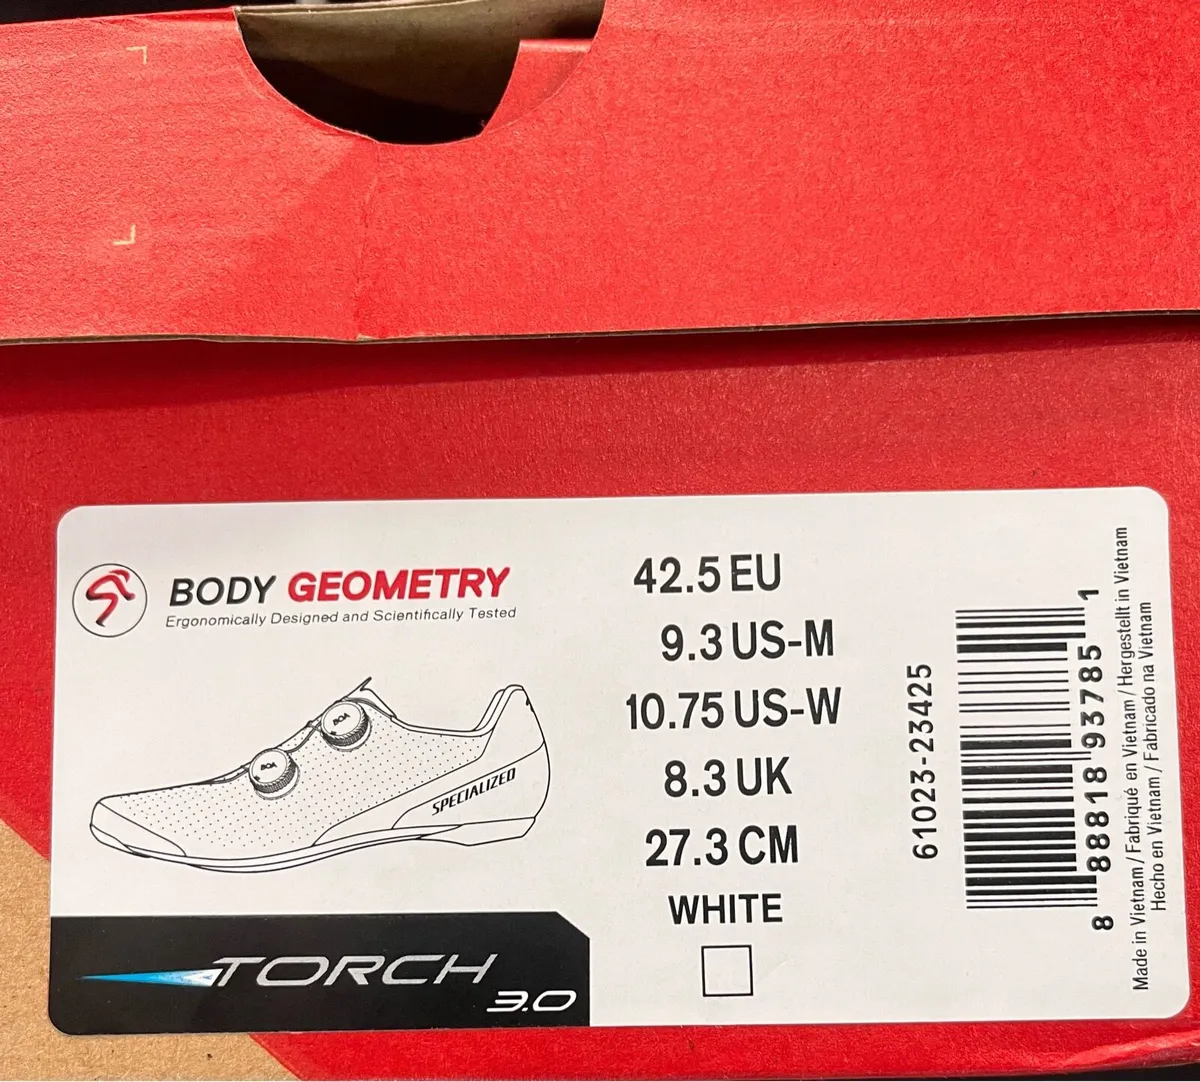 BODY GEOMETRY
Ergonomically Designed and Scientifically Tested
BOA
BOA
SPECIALIZED
TORCH
3.0
42.5 EU
9.3 US-M
10.75 US-W
8.3 UK
27.3 CM
WHITE
61023-23425
8 88818 93785 1
Made in Vietnam / Fabriqué en Vietnam / Hergestellt in Vietnam
Hecho en Vietnam / Fabricado na Vietnam